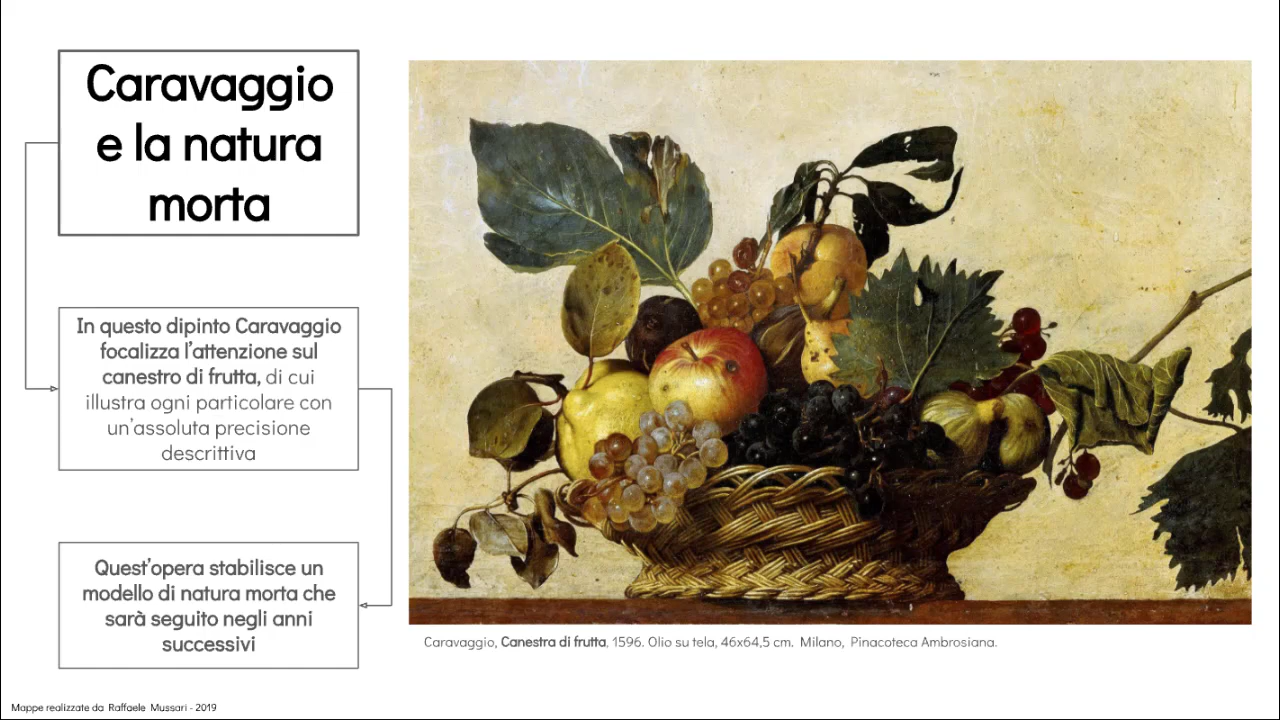 Caravaggio
e la natura
morta
In questo dipinto Caravaggio
focalizza l'attenzione sul
canestro di frutta, di cui
illustra ogni particolare con
un'assoluta precisione
descrittiva
Quest'opera stabilisce un
modello di natura morta che
sarà seguito negli anni
successivi
Caravaggio, Canestra di frutta, 1596. Olio su tela, 46x64,5 cm. Milano, Pinacoteca Ambrosiana.
Mappe realizzate da Raffaele Mussari - 2019